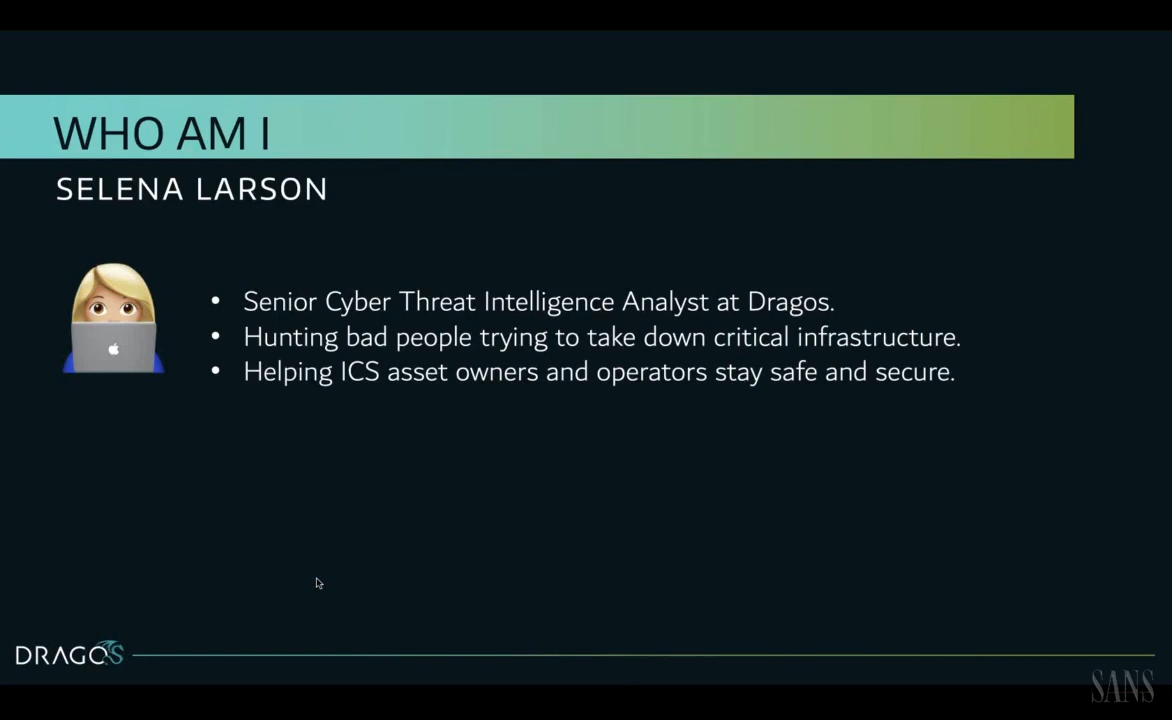 WHO AM I
SELENA LARSON
• Senior Cyber Threat Intelligence Analyst at Dragos.
• Hunting bad people trying to take down critical infrastructure.
• Helping ICS asset owners and operators stay safe and secure.
DRAGOS
SANS